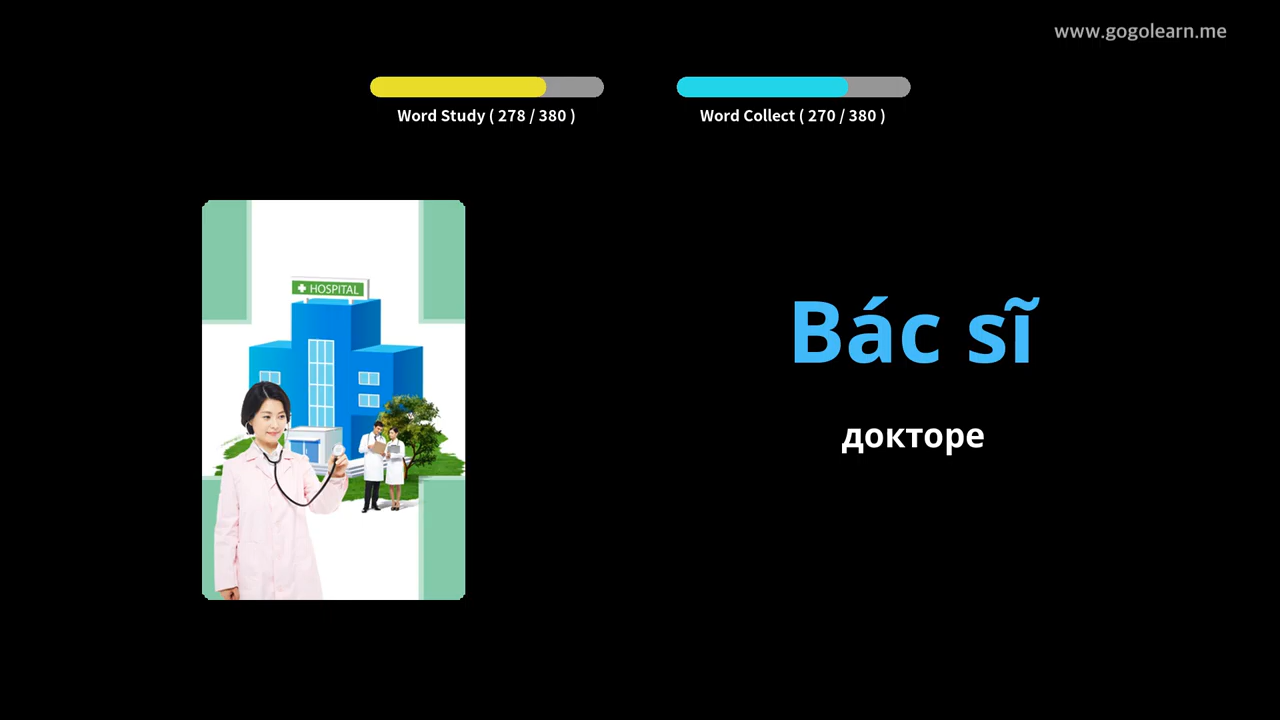 www.gogolearn.me
Word Study ( 278 / 380 )
Word Collect ( 270 / 380 )
HOSPITAL
Bác sĩ
докторе